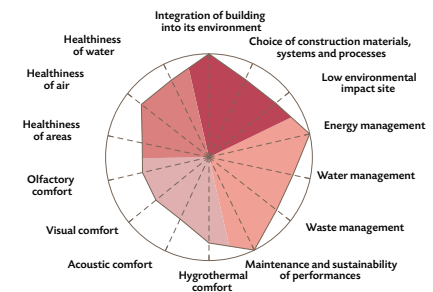 Integration of building
into its environment
Choice of construction materials,
systems and processes
Low environmental
impact site
Energy management
Water management
Waste management
Maintenance and sustainability
of performances
Hygrothermal
comfort
Acoustic comfort
Visual comfort
Olfactory
comfort
Healthiness
of areas
Healthiness
of air
Healthiness
of water